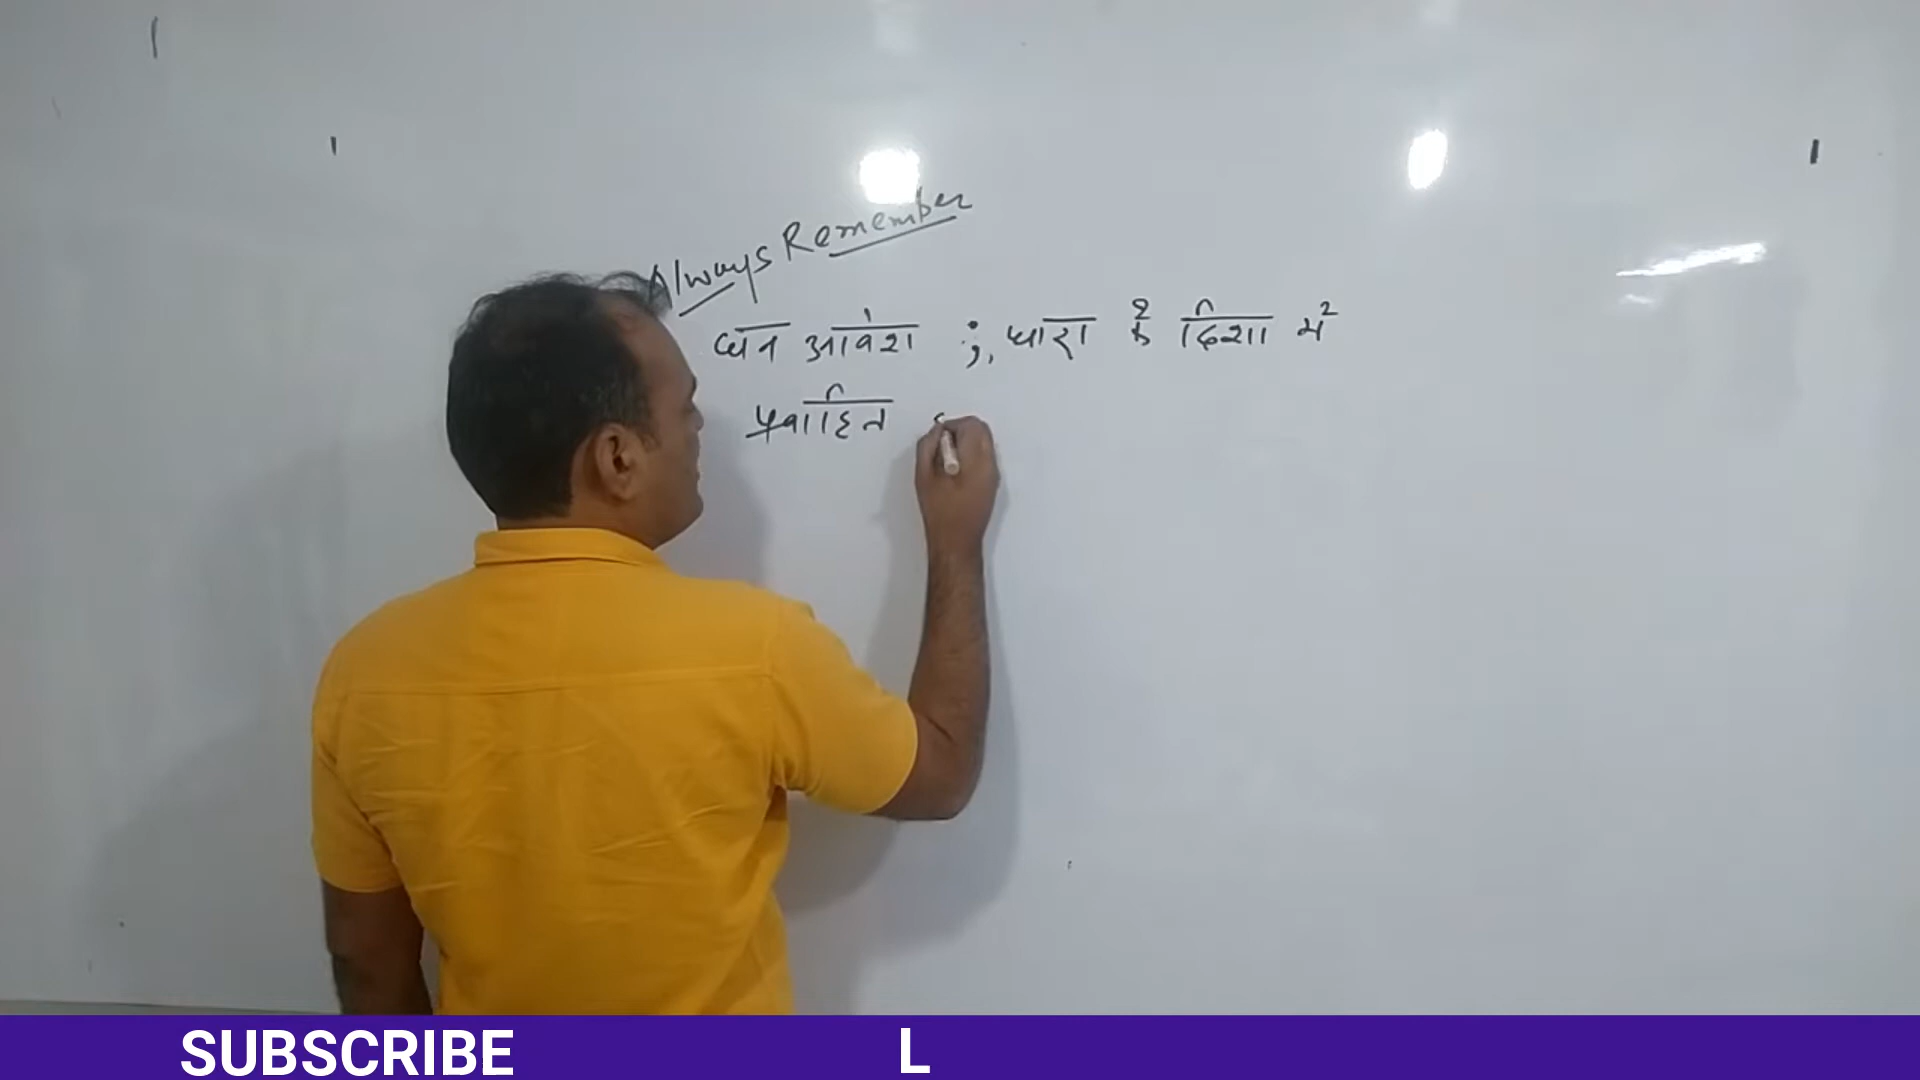 Always Remember
धन आवेश ; धारा के दिशा में
प्रवाहित
SUBSCRIBE L